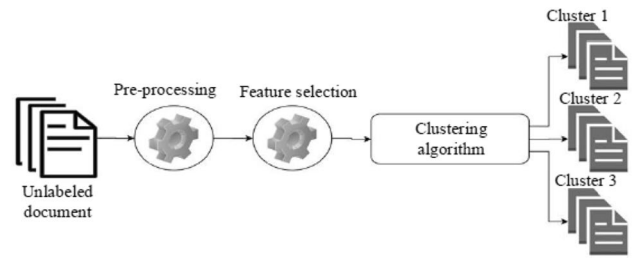 Cluster 1
Pre-processing
Feature selection
Cluster 2
Clustering
algorithm
Cluster 3
Unlabeled
document